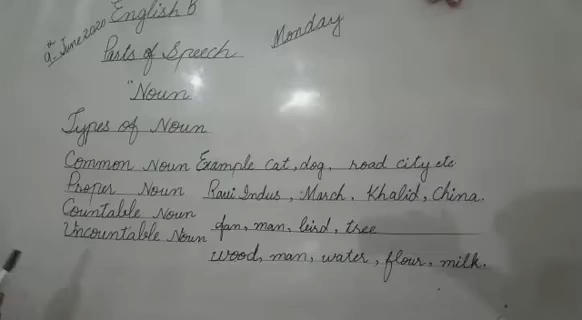 English B
9th June 2020
Monday
Parts of Speech
"Noun
Types of Noun
Common Noun Example cat, dog, road city etc
Proper Noun Ravi Indus, March, Khalid, China.
Countable Noun fan, man, bird, tree
Uncountable Noun wood, man, water, flour, milk.